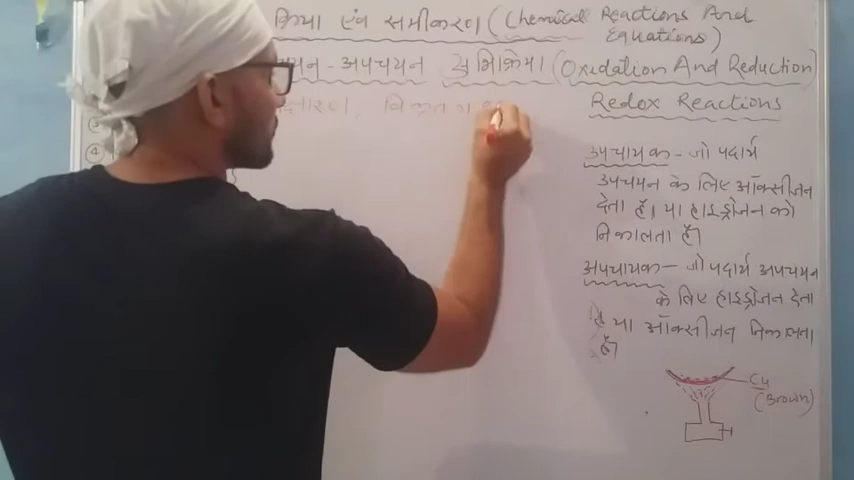 क्रिया एवं समीकरण (Chemical Reactions And
Equations)
यन - अपचयन अभिक्रिया (Oxidation And Reduction)
Redox Reactions
उपचायक - जो पदार्थ
उपचयन के लिए ऑक्सीजन
देता हैं। या हाइड्रोजन को
निकालता हैं।
अपचायक - जो पदार्थ अपचयन
के लिए हाइड्रोजन देता
है या ऑक्सीजन निकालता
हैं।
Cu
(Brown)